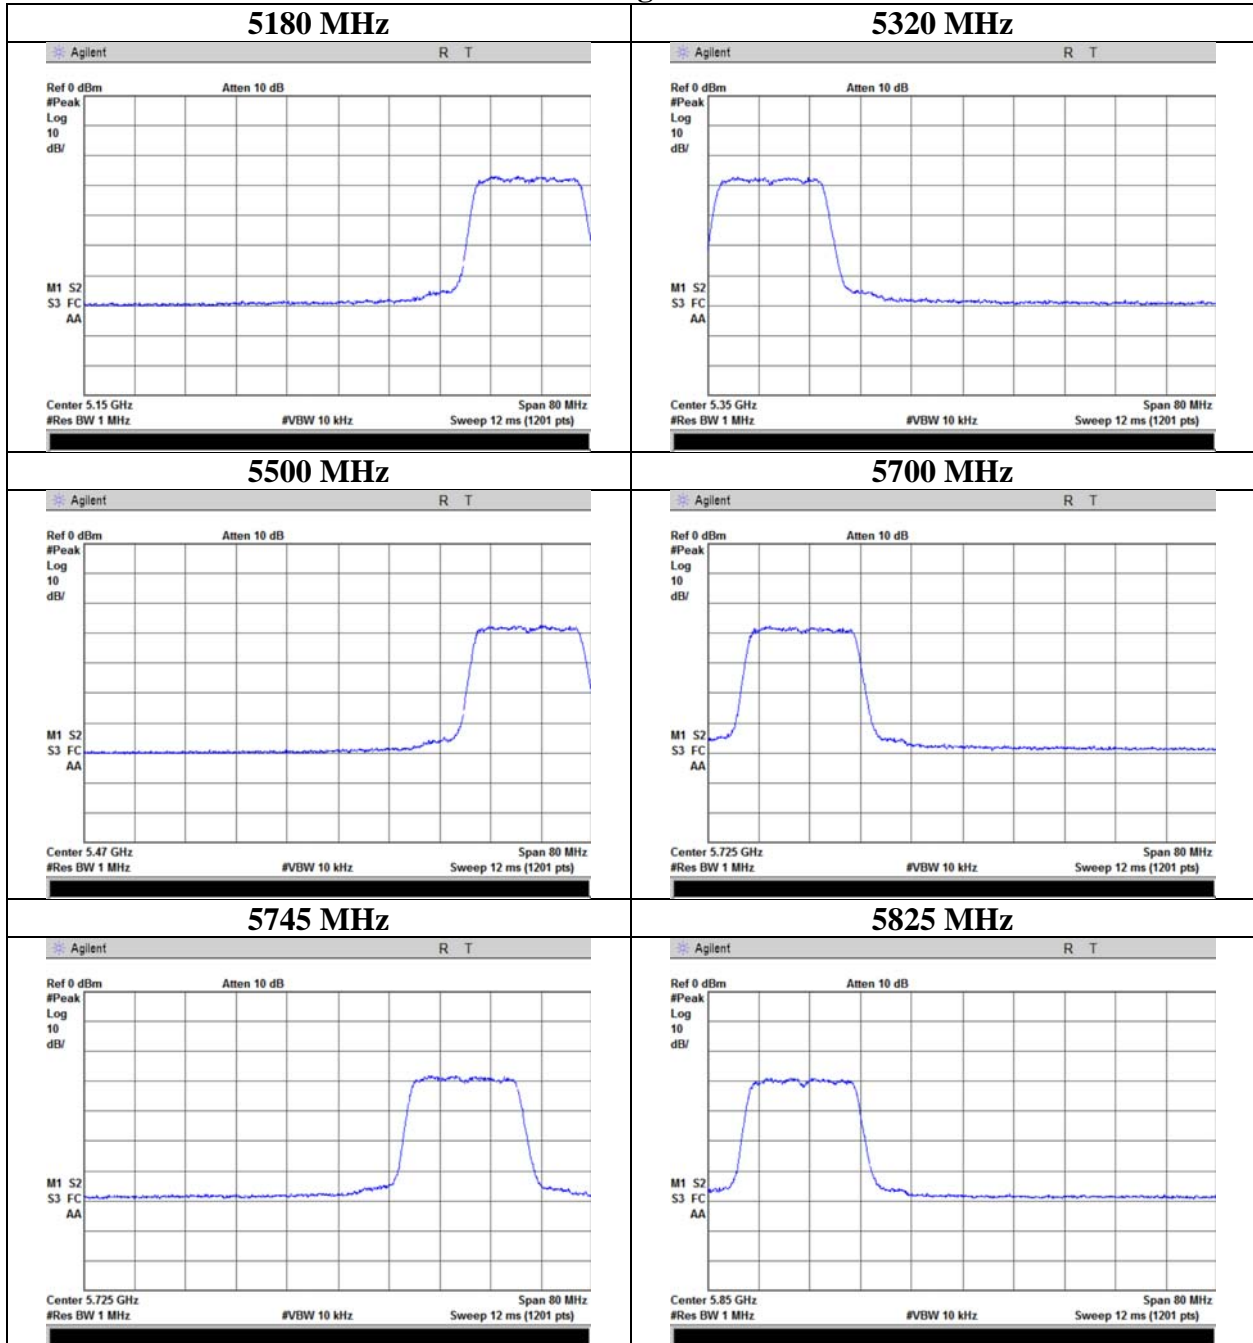 5180 MHz 5320 MHz
Agilent R T Agilent R T
Ref 0 dBm Atten 10 dB Ref 0 dBm Atten 10 dB
#Peak #Peak
Log Log
10 10
dB/ dB/
M1 S2 M1 S2
S3 FC S3 FC
AA AA
Center 5.15 GHz Span 80 MHz Center 5.35 GHz Span 80 MHz
#Res BW 1 MHz #VBW 10 kHz Sweep 12 ms (1201 pts) #Res BW 1 MHz #VBW 10 kHz Sweep 12 ms (1201 pts)
5500 MHz 5700 MHz
Agilent R T Agilent R T
Ref 0 dBm Atten 10 dB Ref 0 dBm Atten 10 dB
#Peak #Peak
Log Log
10 10
dB/ dB/
M1 S2 M1 S2
S3 FC S3 FC
AA AA
Center 5.47 GHz Span 80 MHz Center 5.725 GHz Span 80 MHz
#Res BW 1 MHz #VBW 10 kHz Sweep 12 ms (1201 pts) #Res BW 1 MHz #VBW 10 kHz Sweep 12 ms (1201 pts)
5745 MHz 5825 MHz
Agilent R T Agilent R T
Ref 0 dBm Atten 10 dB Ref 0 dBm Atten 10 dB
#Peak #Peak
Log Log
10 10
dB/ dB/
M1 S2 M1 S2
S3 FC S3 FC
AA AA
Center 5.725 GHz Span 80 MHz Center 5.85 GHz Span 80 MHz
#Res BW 1 MHz #VBW 10 kHz Sweep 12 ms (1201 pts) #Res BW 1 MHz #VBW 10 kHz Sweep 12 ms (1201 pts)